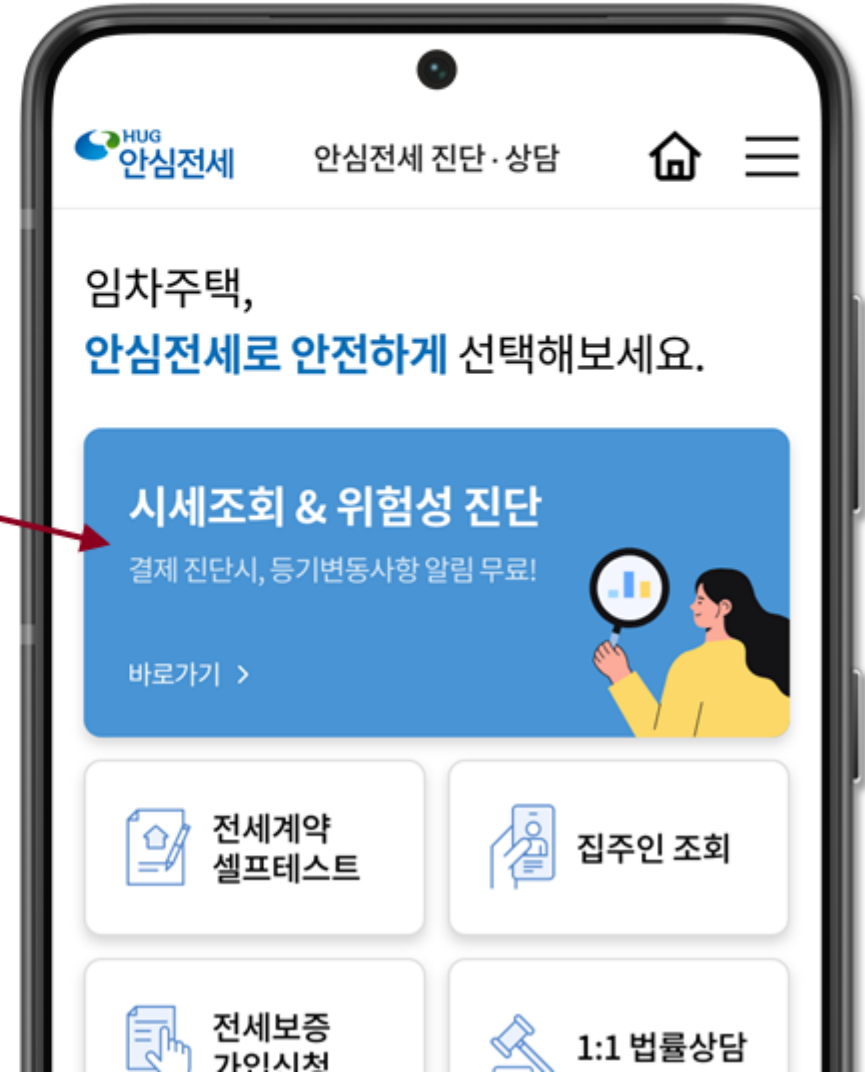 HUG
안심전세
안심전세 진단 · 상담
임차주택,
안심전세로 안전하게 선택해보세요.
시세조회 & 위험성 진단
결제 진단시, 등기변동사항 알림 무료!
바로가기 >
전세계약
셀프테스트
집주인 조회
전세보증
가입신청
1:1 법률상담